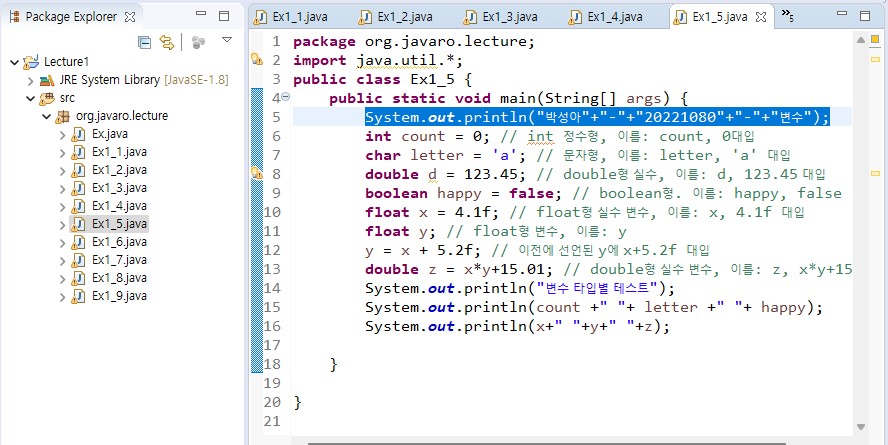 Package Explorer
Lecture1
JRE System Library [JavaSE-1.8]
src
org.javaro.lecture
Ex.java
Ex1_1.java
Ex1_2.java
Ex1_3.java
Ex1_4.java
Ex1_5.java
Ex1_6.java
Ex1_7.java
Ex1_8.java
Ex1_9.java
Ex1_1.java Ex1_2.java Ex1_3.java Ex1_4.java Ex1_5.java »5
1 package org.javaro.lecture;
2 import java.util.*;
3 public class Ex1_5 {
4 public static void main(String[] args) {
5 System.out.println("박성아"+"-"+"20221080"+"-"+"변수");
6 int count = 0; // int 정수형, 이름: count, 0대입
7 char letter = 'a'; // 문자형, 이름: letter, 'a' 대입
8 double d = 123.45; // double형 실수, 이름: d, 123.45 대입
9 boolean happy = false; // boolean형. 이름: happy, false
10 float x = 4.1f; // float형 실수 변수, 이름: x, 4.1f 대입
11 float y; // float형 변수, 이름: y
12 y = x + 5.2f; // 이전에 선언된 y에 x+5.2f 대입
13 double z = x*y+15.01; // double형 실수 변수, 이름: z, x*y+15
14 System.out.println("변수 타입별 테스트");
15 System.out.println(count +" "+ letter +" "+ happy);
16 System.out.println(x+" "+y+" "+z);
17
18 }
19
20 }
21